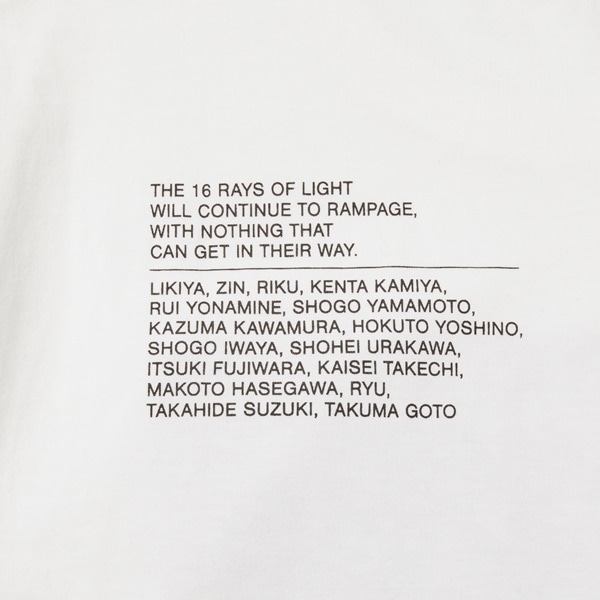 THE 16 RAYS OF LIGHT
WILL CONTINUE TO RAMPAGE,
WITH NOTHING THAT
CAN GET IN THEIR WAY.
LIKIYA, ZIN, RIKU, KENTA KAMIYA,
RUI YONAMINE, SHOGO YAMAMOTO,
KAZUMA KAWAMURA, HOKUTO YOSHINO,
SHOGO IWAYA, SHOHEI URAKAWA,
ITSUKI FUJIWARA, KAISEI TAKECHI,
MAKOTO HASEGAWA, RYU,
TAKAHIDE SUZUKI, TAKUMA GOTO